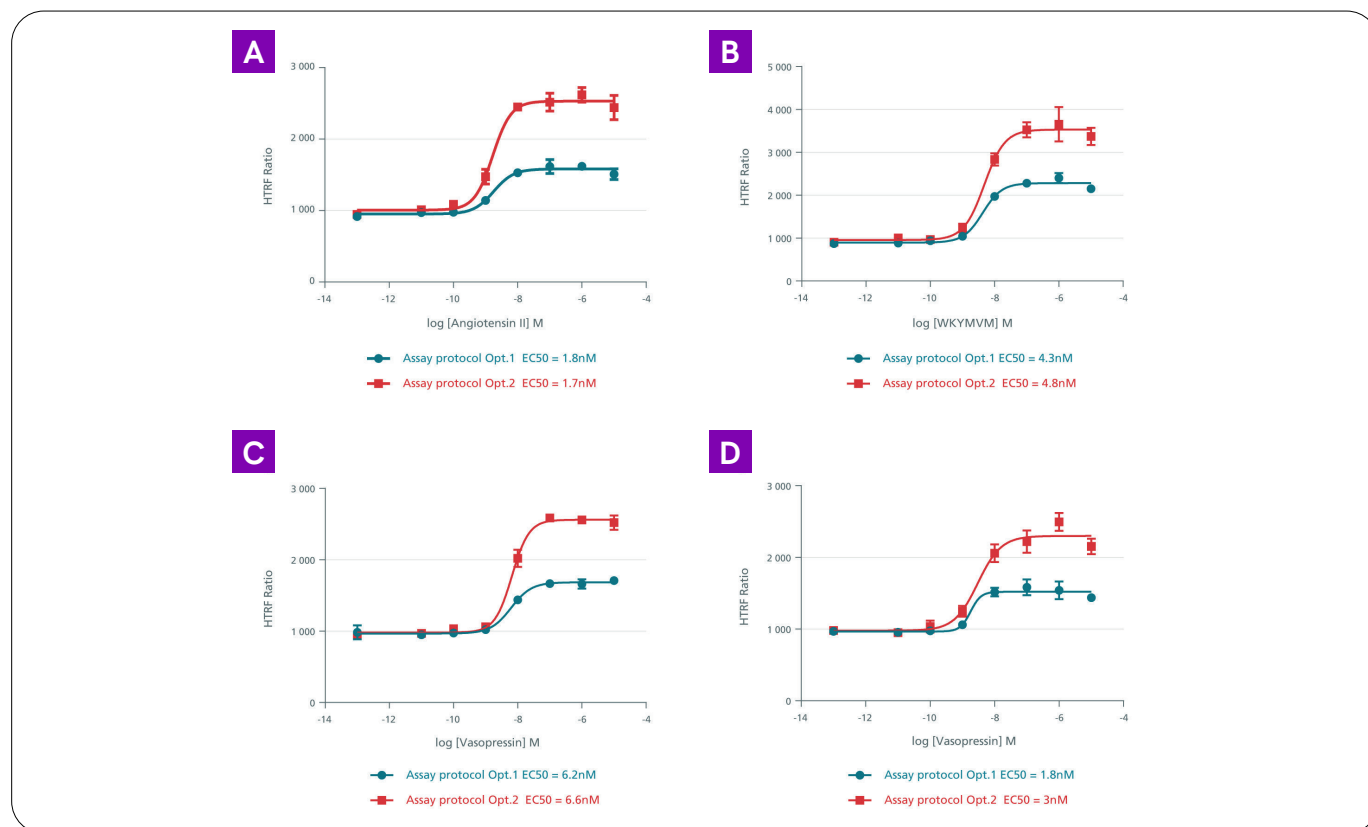 A
3 000
2 000
1 000
0
HTRF Ratio
-14 -12 -10 -8 -6 -4
log [Angiotensin II] M
Assay protocol Opt.1 EC50 = 1.8nM
Assay protocol Opt.2 EC50 = 1.7nM
B
5 000
4 000
3 000
2 000
1 000
0
HTRF Ratio
-14 -12 -10 -8 -6 -4
log [WKYMVM] M
Assay protocol Opt.1 EC50 = 4.3nM
Assay protocol Opt.2 EC50 = 4.8nM
C
3 000
2 000
1 000
0
HTRF Ratio
-14 -12 -10 -8 -6 -4
log [Vasopressin] M
Assay protocol Opt.1 EC50 = 6.2nM
Assay protocol Opt.2 EC50 = 6.6nM
D
3 000
2 000
1 000
0
HTRF Ratio
-14 -12 -10 -8 -6 -4
log [Vasopressin] M
Assay protocol Opt.1 EC50 = 1.8nM
Assay protocol Opt.2 EC50 = 3nM